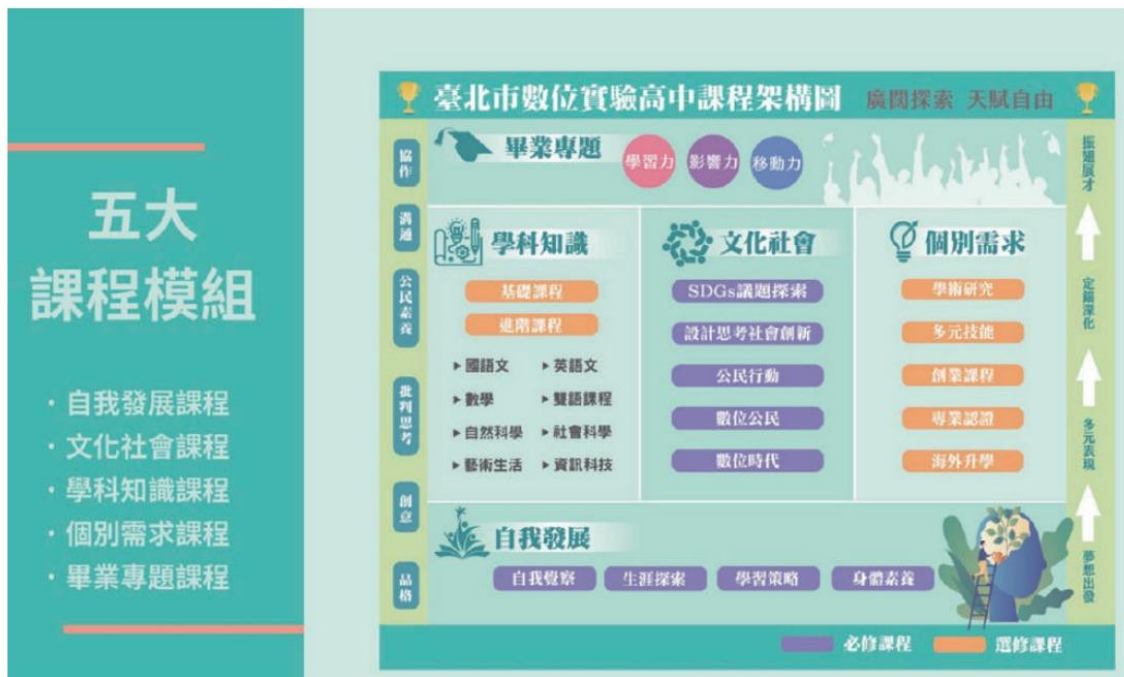 五大
課程模組
・自我發展課程
・文化社會課程
・學科知識課程
・個別需求課程
・畢業專題課程
臺北市數位實驗高中課程架構圖 廣闊探索 天賦自由
協作
溝通
公民素養
批判思考
創意
品格
畢業專題
學習力
影響力
移動力
學科知識
基礎課程
進階課程
▸國語文 ▸英語文
▸數學 ▸雙語課程
▸自然科學 ▸社會科學
▸藝術生活 ▸資訊科技
文化社會
SDGs議題探索
設計思考社會創新
公民行動
數位公民
數位時代
個別需求
學術研究
多元技能
創業課程
專業認證
海外升學
自我發展
自我覺察
生涯探索
學習策略
身體素養
振翅展才
定錨深化
多元表現
夢想出發
必修課程
選修課程